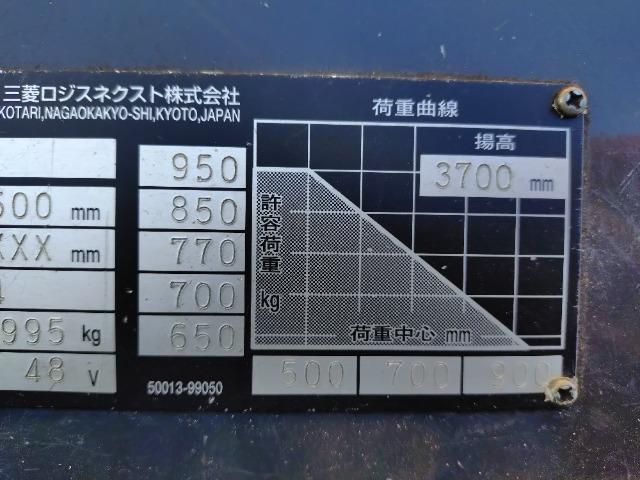 三菱ロジスネクスト株式会社
KOTARI,NAGAOKAKYO-SHI,KYOTO,JAPAN
荷重曲線
揚高
3700 mm
950
850
770
700
650
500 mm
XXX mm
995 kg
48 V
許容荷重 kg
荷重中心 mm
500 700 900
50013-99050